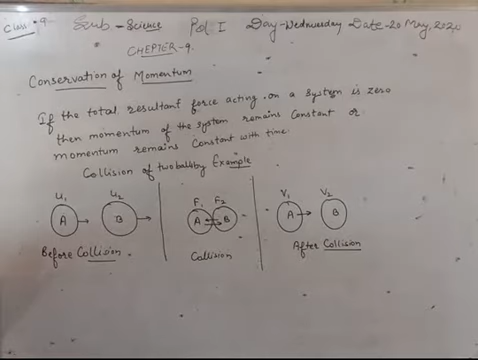 Class:-9 Sub-Science Pd I Day-Wednesday Date-20 May, 2020
CHEPTER-9.
Conservation of Momentum
If the total resultant force acting on a system is zero
then momentum of the system remains Constant or
momentum remains Constant with time.
Collision of two balls by Example
U1 U2 F1 F2 V1 V2
A B A B A B
Before Collision. Collision After Collision